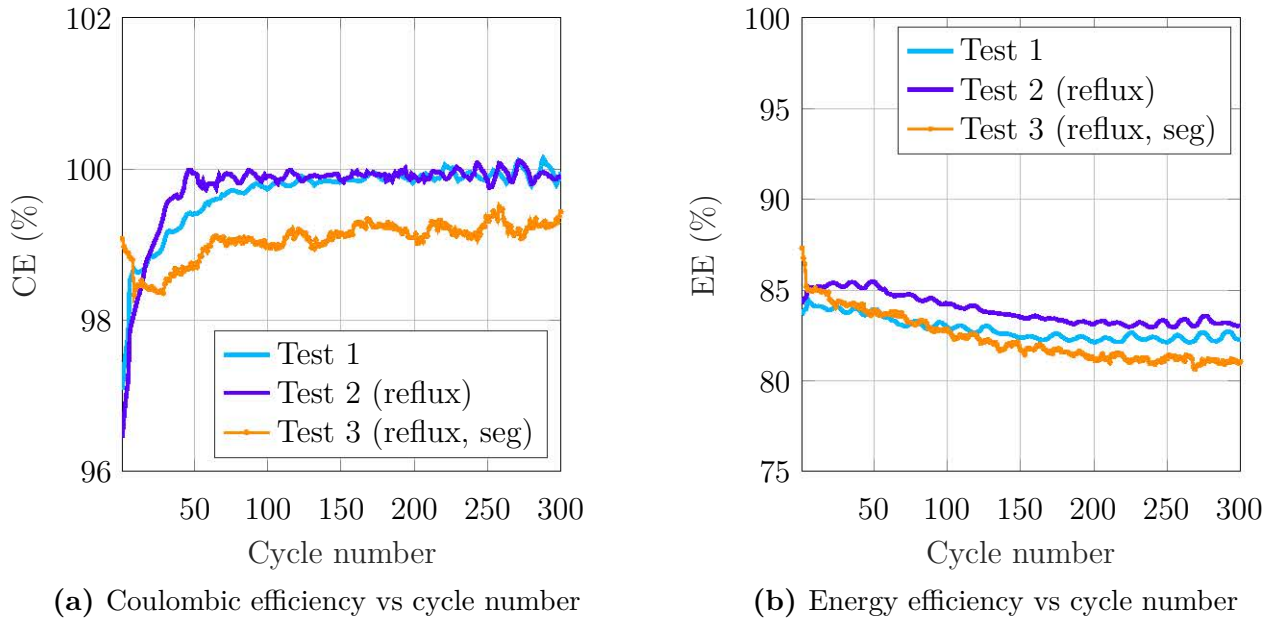 102
100
98
96
CE (%)
50 100 150 200 250 300
Cycle number
Test 1
Test 2 (reflux)
Test 3 (reflux, seg)
(a) Coulombic efficiency vs cycle number
100
95
90
85
80
75
EE (%)
50 100 150 200 250 300
Cycle number
Test 1
Test 2 (reflux)
Test 3 (reflux, seg)
(b) Energy efficiency vs cycle number